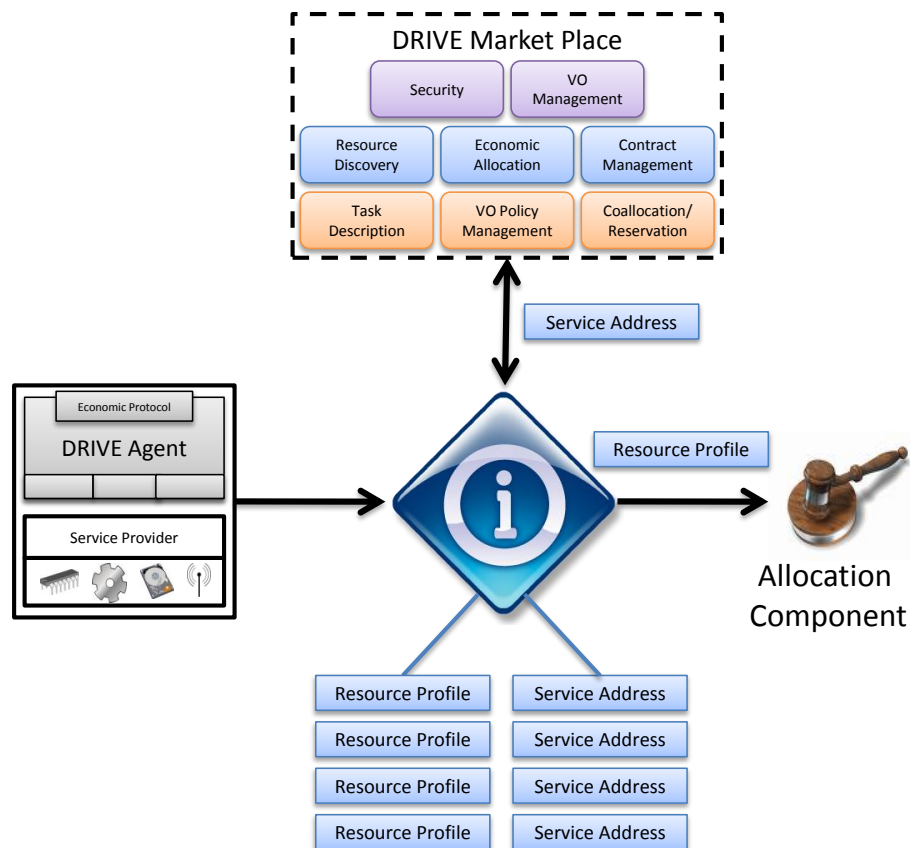 DRIVE Market Place
Security
VO
Management
Resource
Discovery
Economic
Allocation
Contract
Management
Task
Description
VO Policy
Management
Coallocation/
Reservation
Service Address
Economic Protocol
DRIVE Agent
Service Provider
Resource Profile
Allocation
Component
Resource Profile
Service Address
Resource Profile
Service Address
Resource Profile
Service Address
Resource Profile
Service Address